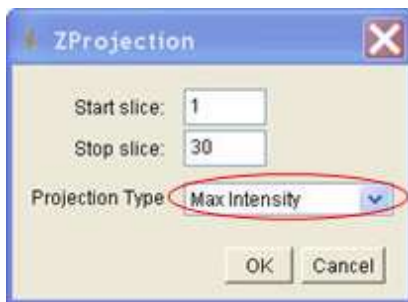 ZProjection
Start slice: 1
Stop slice: 30
Projection Type Max Intensity
OK Cancel